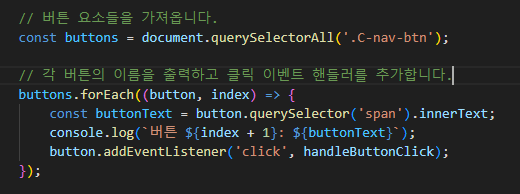 // 버튼 요소들을 가져옵니다.
const buttons = document.querySelectorAll('.C-nav-btn');
// 각 버튼의 이름을 출력하고 클릭 이벤트 핸들러를 추가합니다.
buttons.forEach((button, index) => {
const buttonText = button.querySelector('span').innerText;
console.log(`버튼 ${index + 1}: ${buttonText}`);
button.addEventListener('click', handleButtonClick);
});